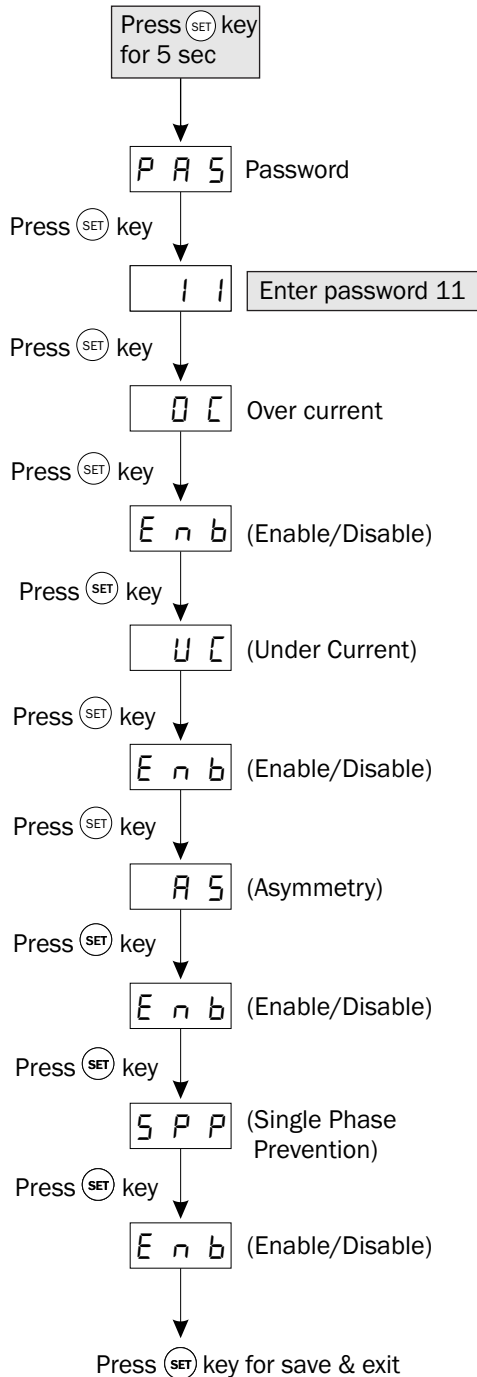 Press SET key
for 5 sec
P A S Password
Press SET key
1 1 Enter password 11
Press SET key
O C Over current
Press SET key
E n b (Enable/Disable)
Press SET key
U C (Under Current)
Press SET key
E n b (Enable/Disable)
Press SET key
A S (Asymmetry)
Press SET key
E n b (Enable/Disable)
Press SET key
S P P (Single Phase
Prevention)
Press SET key
E n b (Enable/Disable)
Press SET key for save & exit